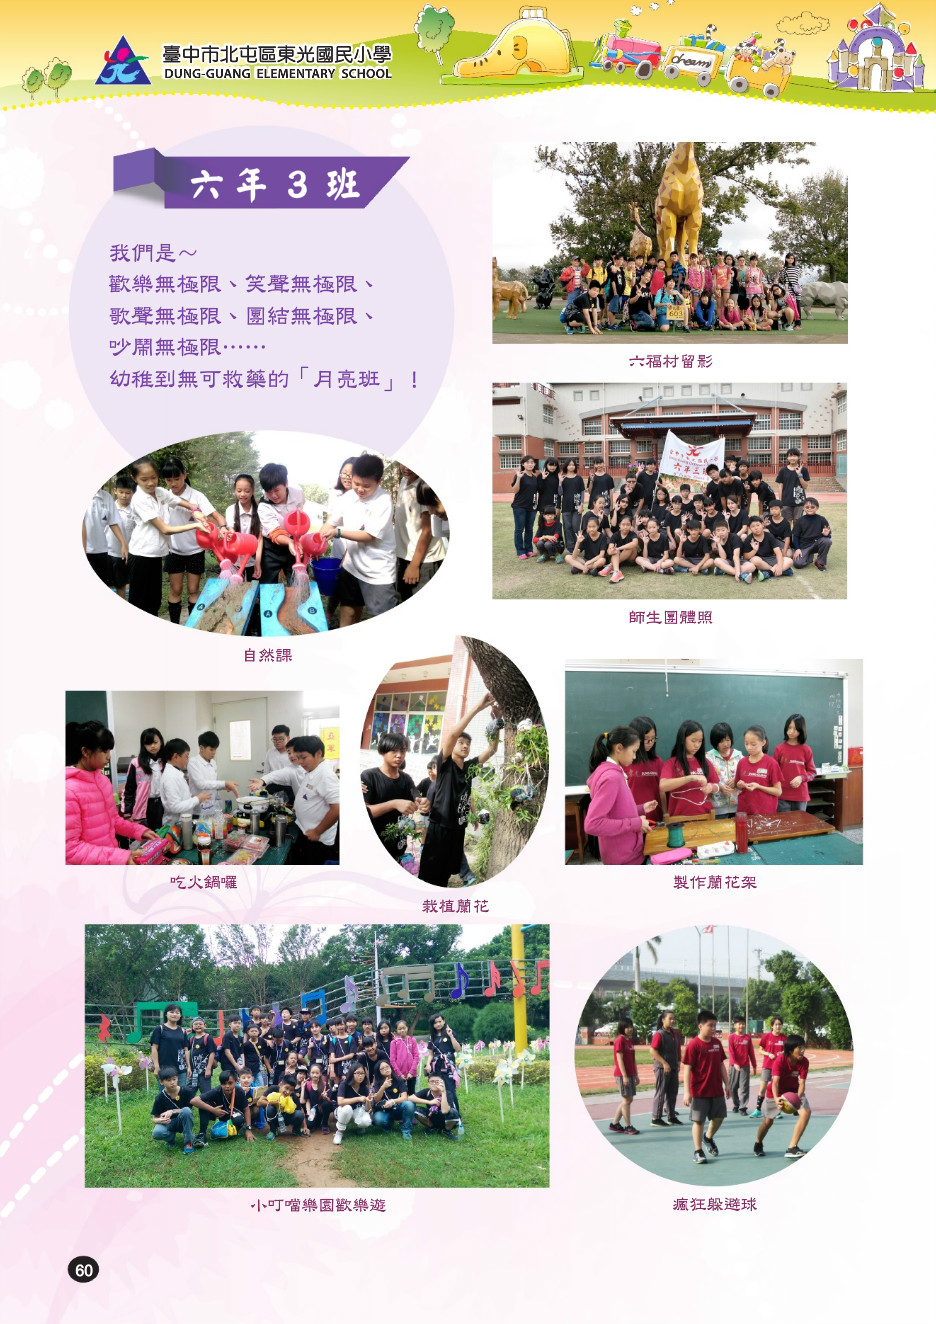 臺中市北屯區東光國民小學
DUNG-GUANG ELEMENTARY SCHOOL
dream
六年3班
我們是～
歡樂無極限、笑聲無極限、
歌聲無極限、團結無極限、
吵鬧無極限⋯⋯
幼稚到無可救藥的「月亮班」！
603
六福村留影
六年三
師生團體照
A
A
B
自然課
吃火鍋囉
栽植蘭花
製作蘭花架
小叮噹樂園歡樂遊
瘋狂躲避球
60